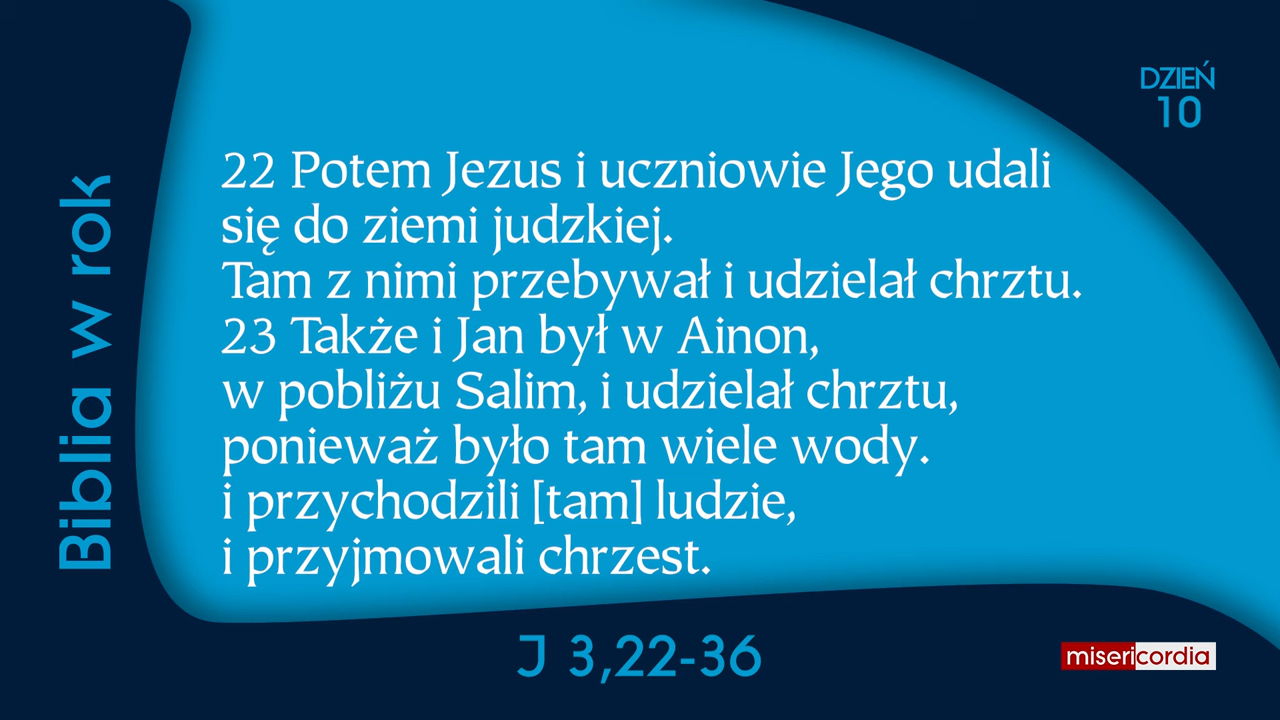 DZIEŃ
10
22 Potem Jezus i uczniowie Jego udali
się do ziemi judzkiej.
Tam z nimi przebywał i udzielał chrztu.
23 Także i Jan był w Ainon,
w pobliżu Salim, i udzielał chrztu,
ponieważ było tam wiele wody.
i przychodzili [tam] ludzie,
i przyjmowali chrzest.
Biblia w rok
J 3,22-36
misericordia